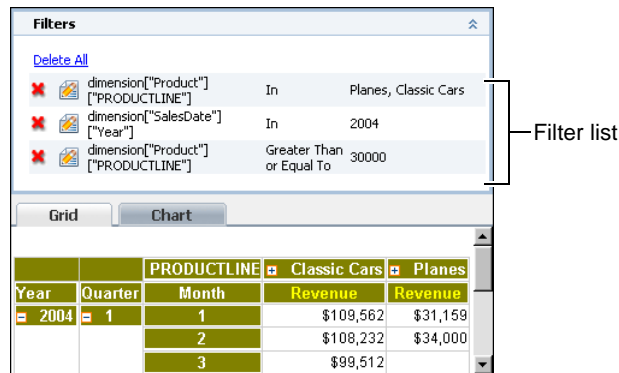 Filters
Delete All
dimension["Product"]
["PRODUCTLINE"] In Planes, Classic Cars
dimension["SalesDate"]
["Year"] In 2004
dimension["Product"]
["PRODUCTLINE"] Greater Than
or Equal To 30000
Filter list
Grid Chart
PRODUCTLINE Classic Cars Planes
Year Quarter Month Revenue Revenue
2004 1 1 $109,562 $31,159
2 $108,232 $34,000
3 $99,512